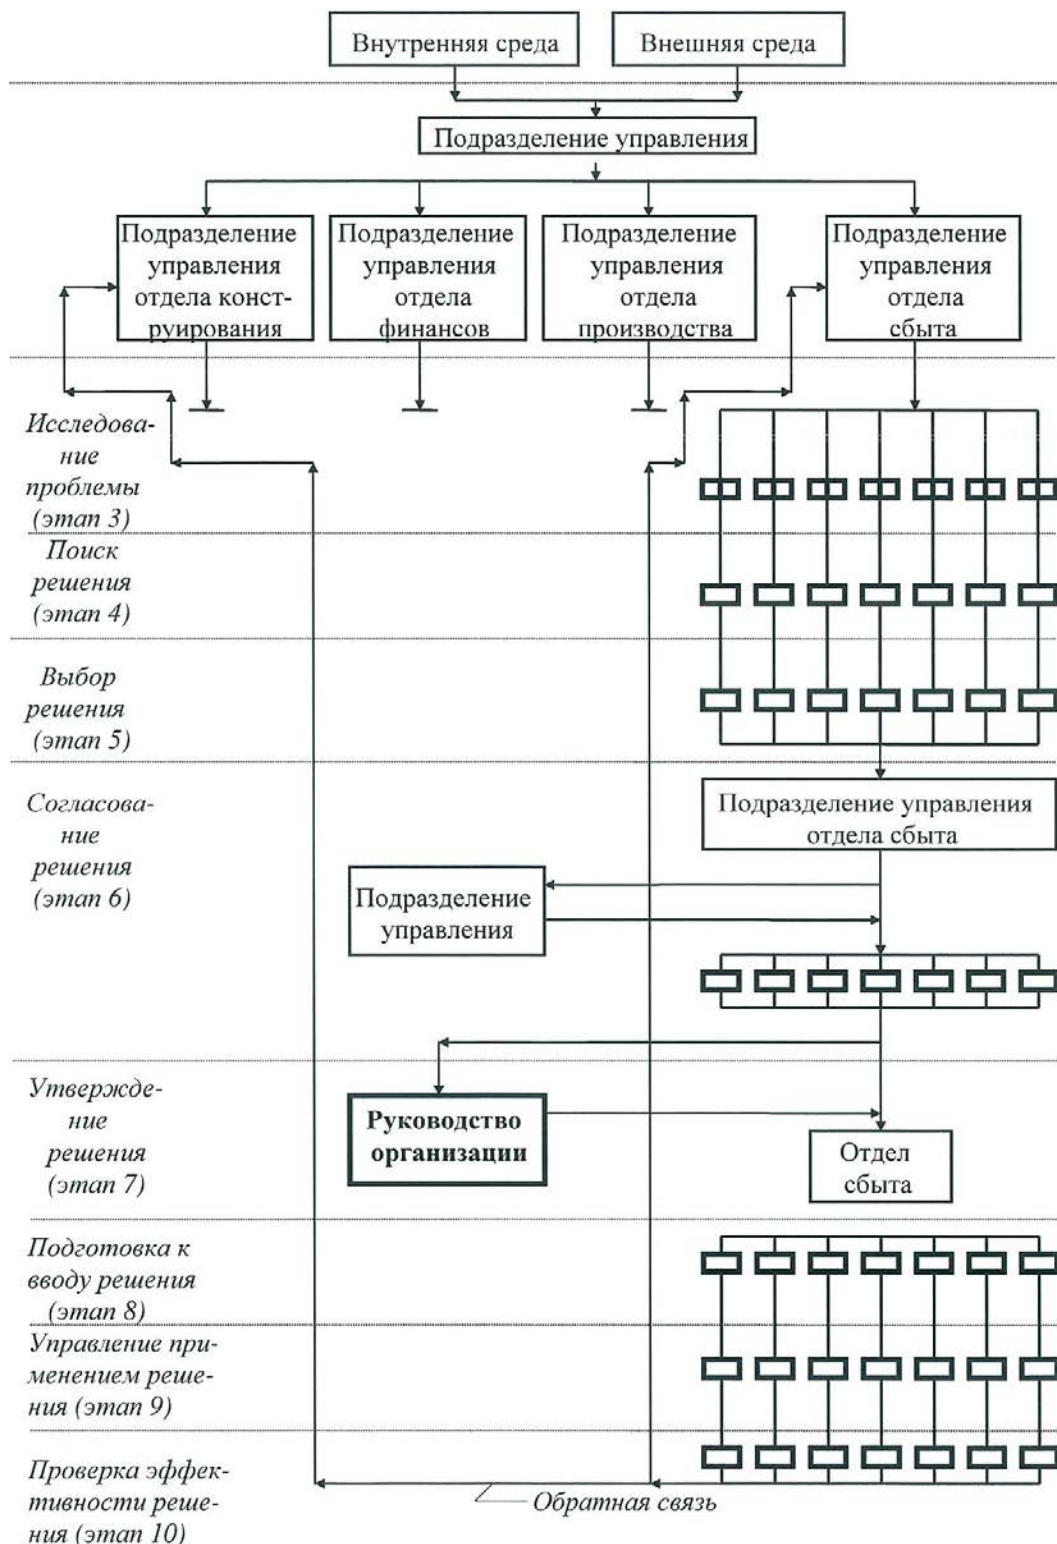 Внутренняя среда
Внешняя среда
Подразделение управления
Подразделение
управления
отдела конст-
руирования
Подразделение
управления
отдела
финансов
Подразделение
управления
отдела
производства
Подразделение
управления
отдела
сбыта
Исследова-
ние
проблемы
(этап 3)
Поиск
решения
(этап 4)
Выбор
решения
(этап 5)
Согласова-
ние
решения
(этап 6)
Подразделение управления
отдела сбыта
Подразделение
управления
Утвержде-
ние
решения
(этап 7)
Руководство
организации
Отдел
сбыта
Подготовка к
вводу решения
(этап 8)
Управление при-
менением реше-
ния (этап 9)
Проверка эффек-
тивности реше-
ния (этап 10)
Обратная связь